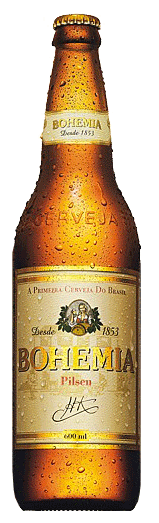 BOHEMIA
Desde 1853
CERVEJA
A PRIMEIRA CERVEJA DO BRASIL
Desde 1853
BOHEMIA
Pilsen
600 ml